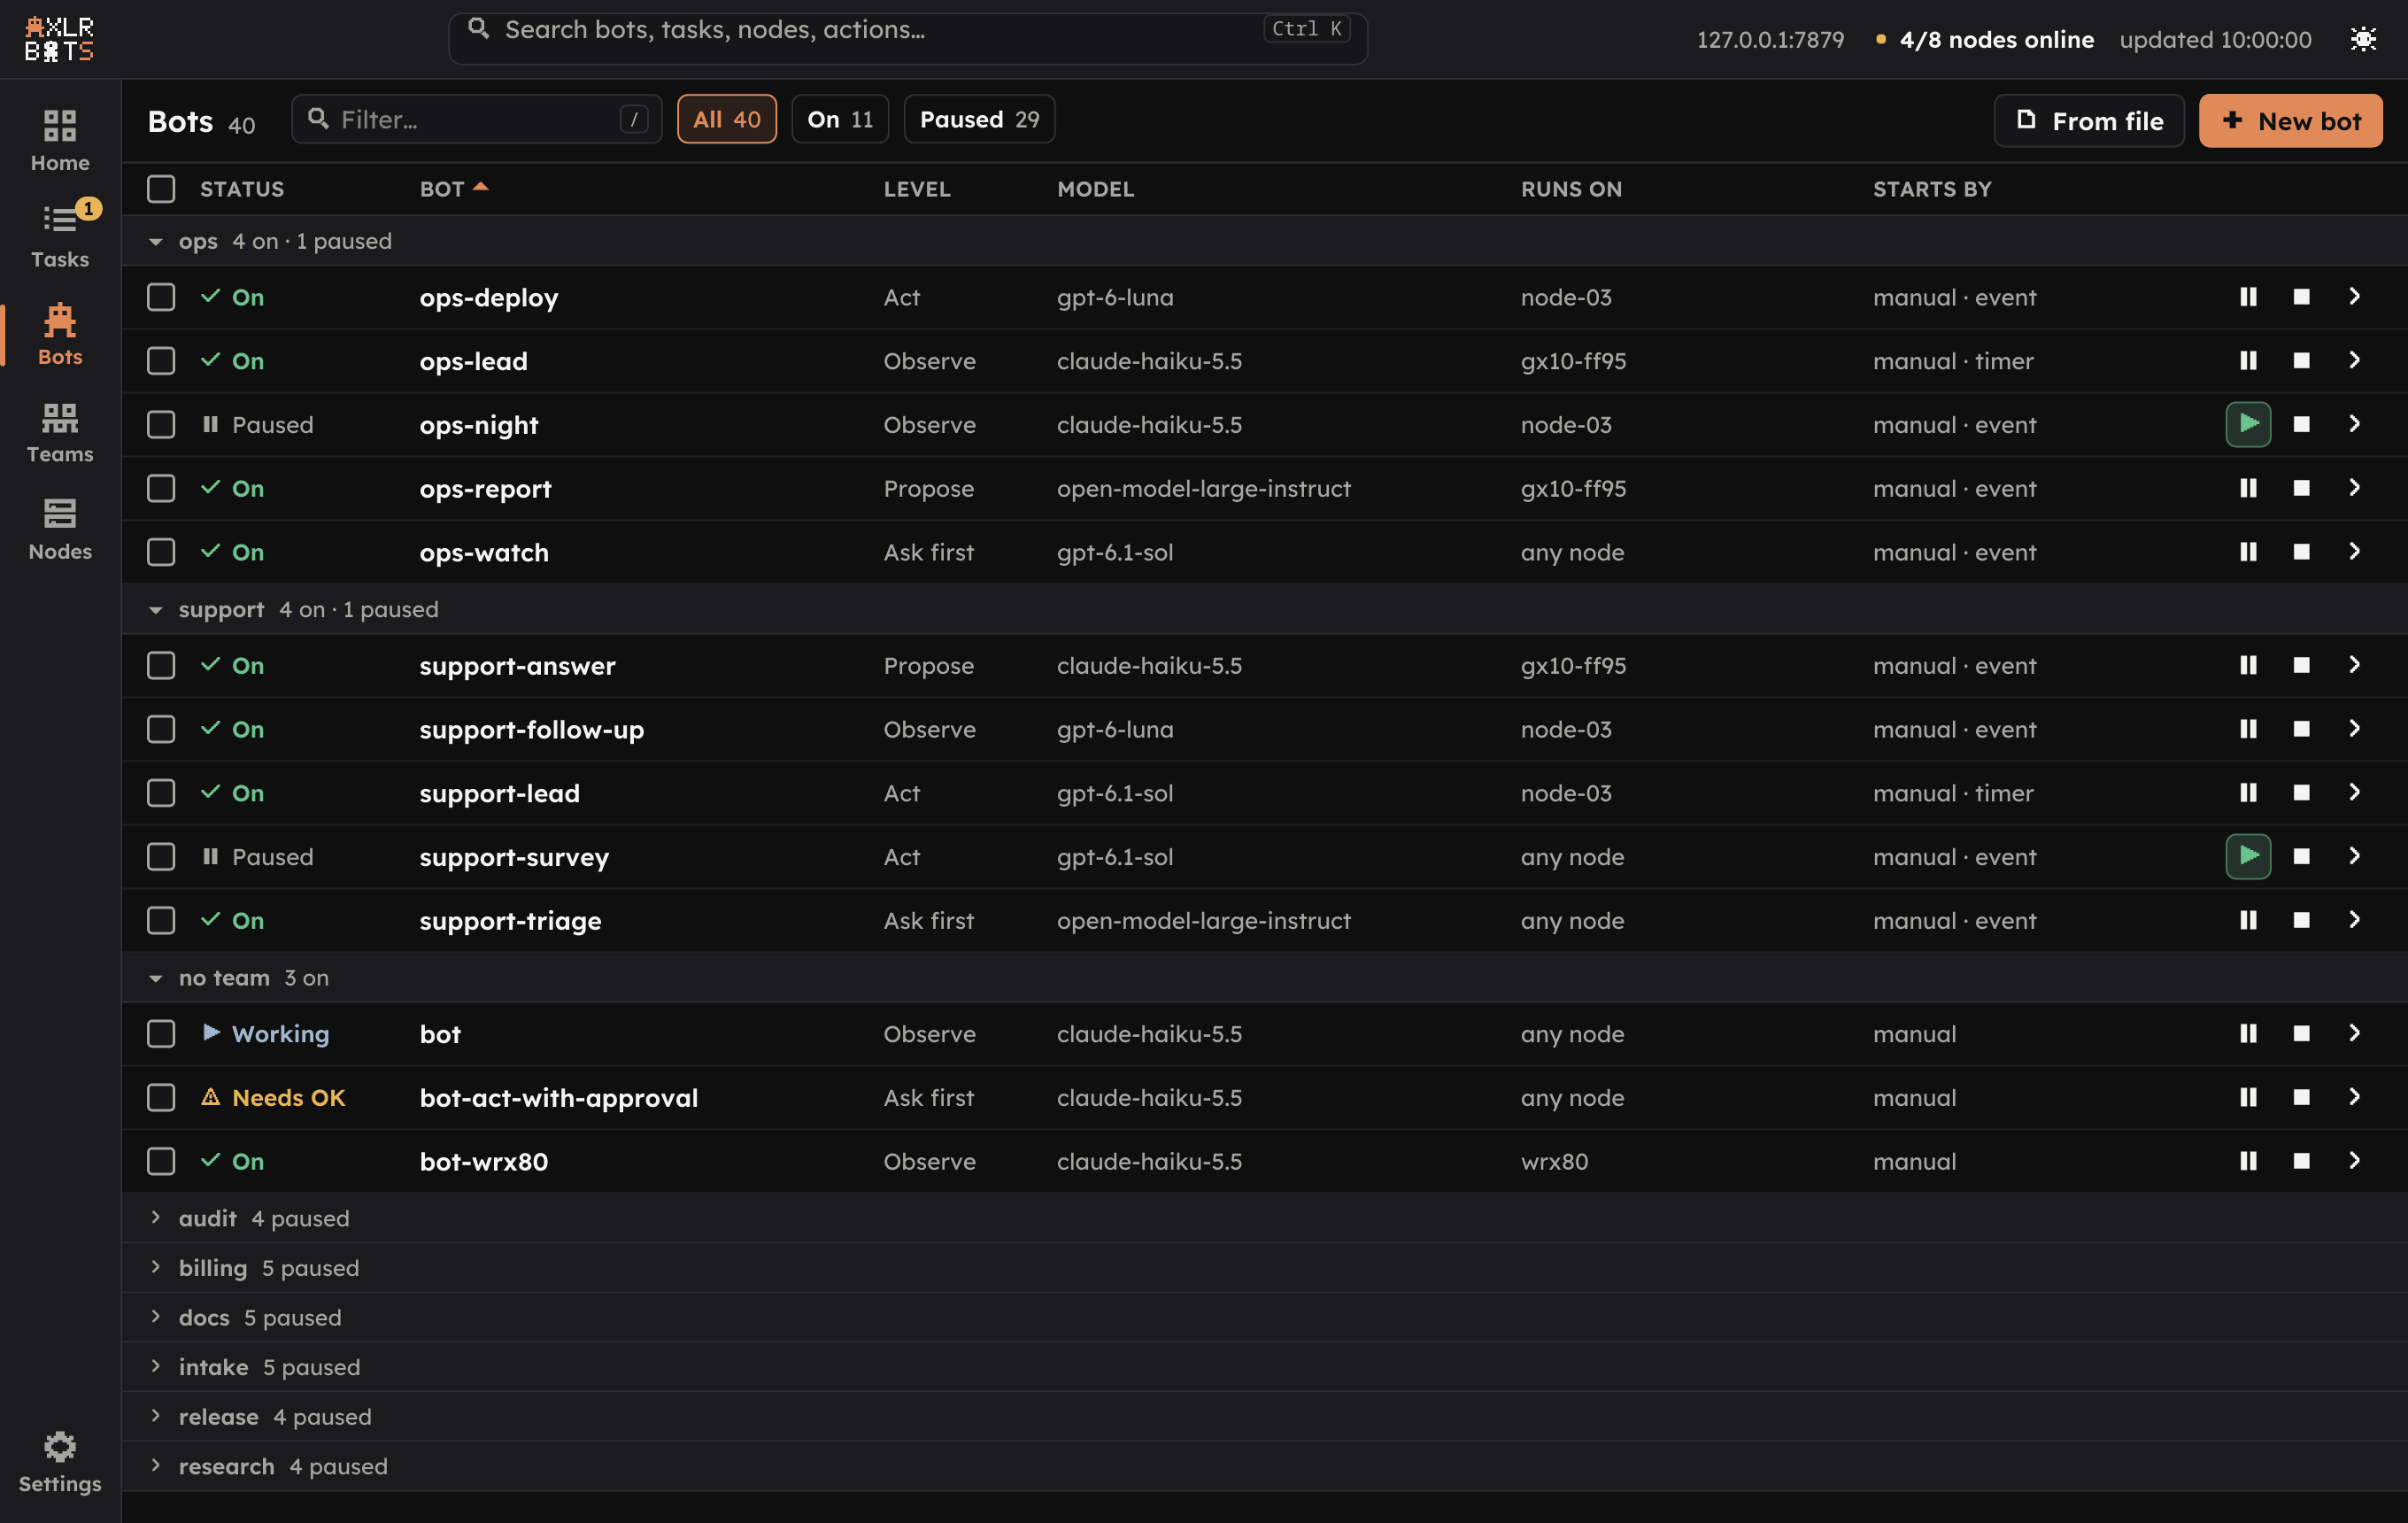 AXLR
BOTS
Search bots, tasks, nodes, actions... Ctrl K
127.0.0.1:7879 4/8 nodes online updated 10:00:00
Home
Tasks 1
Bots
Teams
Nodes
Settings
Bots 40 Filter... / All 40 On 11 Paused 29 From file New bot
STATUS BOT LEVEL MODEL RUNS ON STARTS BY
ops 4 on · 1 paused
On ops-deploy Act gpt-6-luna node-03 manual · event
On ops-lead Observe claude-haiku-5.5 gx10-ff95 manual · timer
Paused ops-night Observe claude-haiku-5.5 node-03 manual · event
On ops-report Propose open-model-large-instruct gx10-ff95 manual · event
On ops-watch Ask first gpt-6.1-sol any node manual · event
support 4 on · 1 paused
On support-answer Propose claude-haiku-5.5 gx10-ff95 manual · event
On support-follow-up Observe gpt-6-luna node-03 manual · event
On support-lead Act gpt-6.1-sol node-03 manual · timer
Paused support-survey Act gpt-6.1-sol any node manual · event
On support-triage Ask first open-model-large-instruct any node manual · event
no team 3 on
Working bot Observe claude-haiku-5.5 any node manual
Needs OK bot-act-with-approval Ask first claude-haiku-5.5 any node manual
On bot-wrx80 Observe claude-haiku-5.5 wrx80 manual
audit 4 paused
billing 5 paused
docs 5 paused
intake 5 paused
release 4 paused
research 4 paused